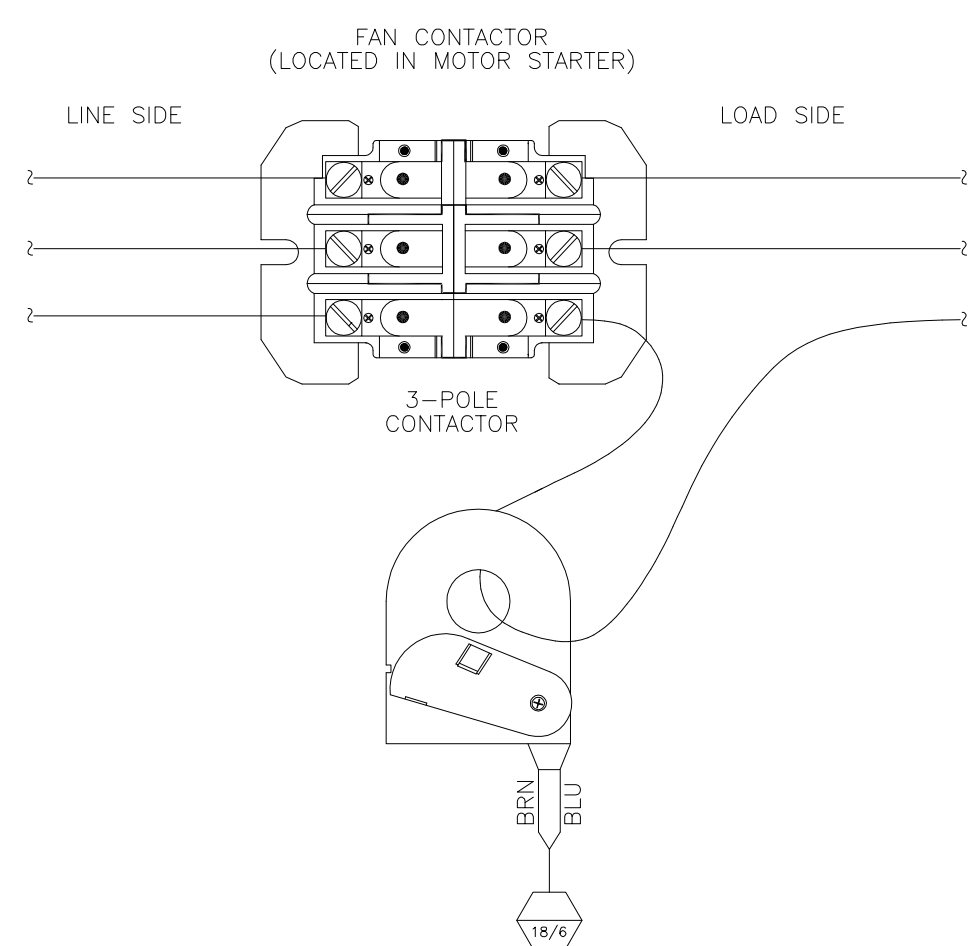 FAN CONTACTOR
(LOCATED IN MOTOR STARTER)
LINE SIDE
LOAD SIDE
3-POLE
CONTACTOR
BRN
BLU
18/6